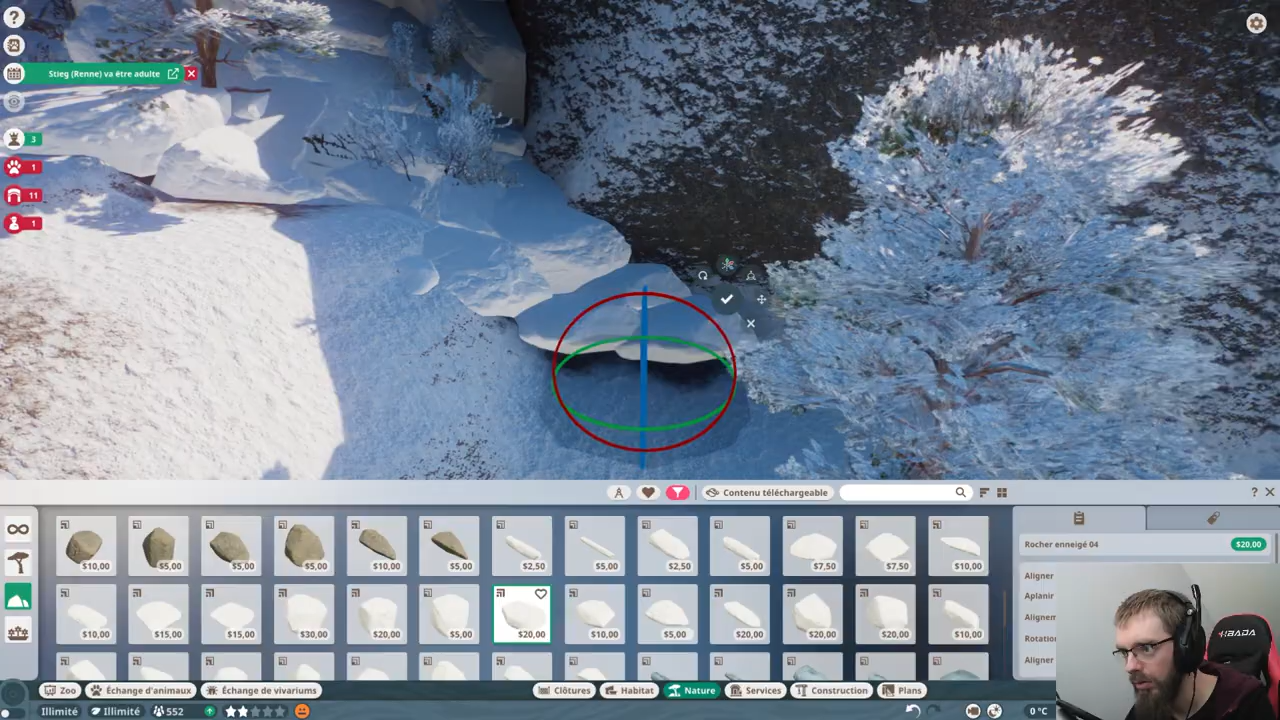 ?
Stieg (Renne) va être adulte
3
1
11
1
Contenu téléchargeable
?
$10,00 $5,00 $5,00 $5,00 $10,00 $5,00 $2,50 $5,00 $2,50 $5,00 $7,50 $7,50 $10,00
Rocher enneigé 04 $20,00
Aligner
Aplanir
Alignem
Rotatio
Aligner
$10,00 $15,00 $15,00 $30,00 $20,00 $5,00 $20,00 $10,00 $5,00 $20,00 $20,00 $20,00 $10,00
HBADA
Zoo Échange d'animaux Échange de vivariums Clôtures Habitat Nature Services Construction Plans
Illimité Illimité 552 0 °C